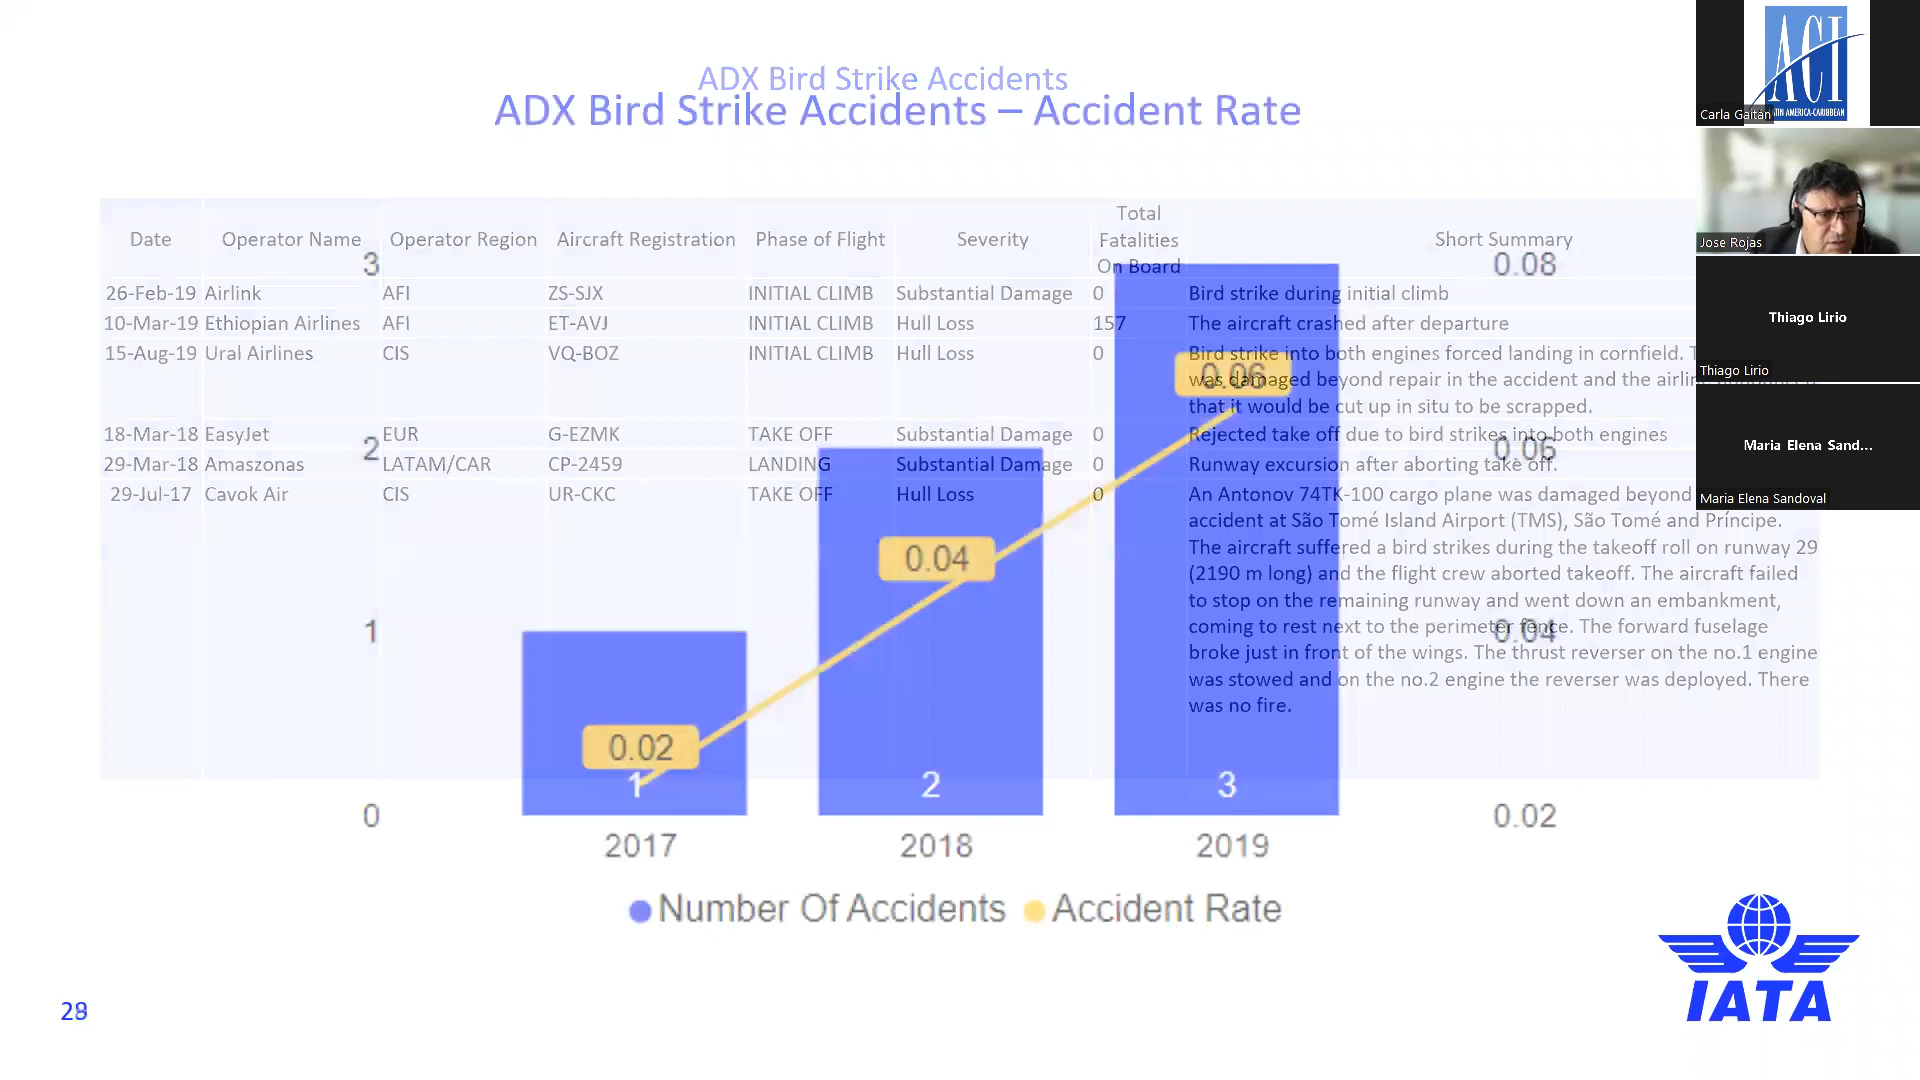 ADX Bird Strike Accidents
ADX Bird Strike Accidents – Accident Rate
Date Operator Name Operator Region Aircraft Registration Phase of Flight Severity Total Fatalities On Board Short Summary
26-Feb-19 Airlink AFI ZS-SJX INITIAL CLIMB Substantial Damage 0 Bird strike during initial climb
10-Mar-19 Ethiopian Airlines AFI ET-AVJ INITIAL CLIMB Hull Loss 157 The aircraft crashed after departure
15-Aug-19 Ural Airlines CIS VQ-BOZ INITIAL CLIMB Hull Loss 0 Bird strike into both engines forced landing in cornfield.
was damaged beyond repair in the accident and the
that it would be cut up in situ to be scrapped.
18-Mar-18 EasyJet EUR G-EZMK TAKE OFF Substantial Damage 0 Rejected take off due to bird strikes into both engines
29-Mar-18 Amaszonas LATAM/CAR CP-2459 LANDING Substantial Damage 0 Runway excursion after aborting take off.
29-Jul-17 Cavok Air CIS UR-CKC TAKE OFF Hull Loss 0 An Antonov 74TK-100 cargo plane was damaged beyond
accident at São Tomé Island Airport (TMS), São Tomé and Príncipe.
The aircraft suffered a bird strikes during the takeoff roll on runway 29
(2190 m long) and the flight crew aborted takeoff. The aircraft failed
to stop on the remaining runway and went down an embankment,
coming to rest next to the perimeter fence. The forward fuselage
broke just in front of the wings. The thrust reverser on the no.1 engine
was stowed and on the no.2 engine the reverser was deployed. There
was no fire.
3
2
1
0
0.08
0.06
0.04
0.02
0.02
0.04
0.06
1
2
3
2017 2018 2019
Number Of Accidents Accident Rate
IATA
ACI
LATIN AMERICA-CARIBBEAN
Carla Gaitán
Jose Rojas
Thiago Lirio
Thiago Lirio
Maria Elena Sand...
Maria Elena Sandoval